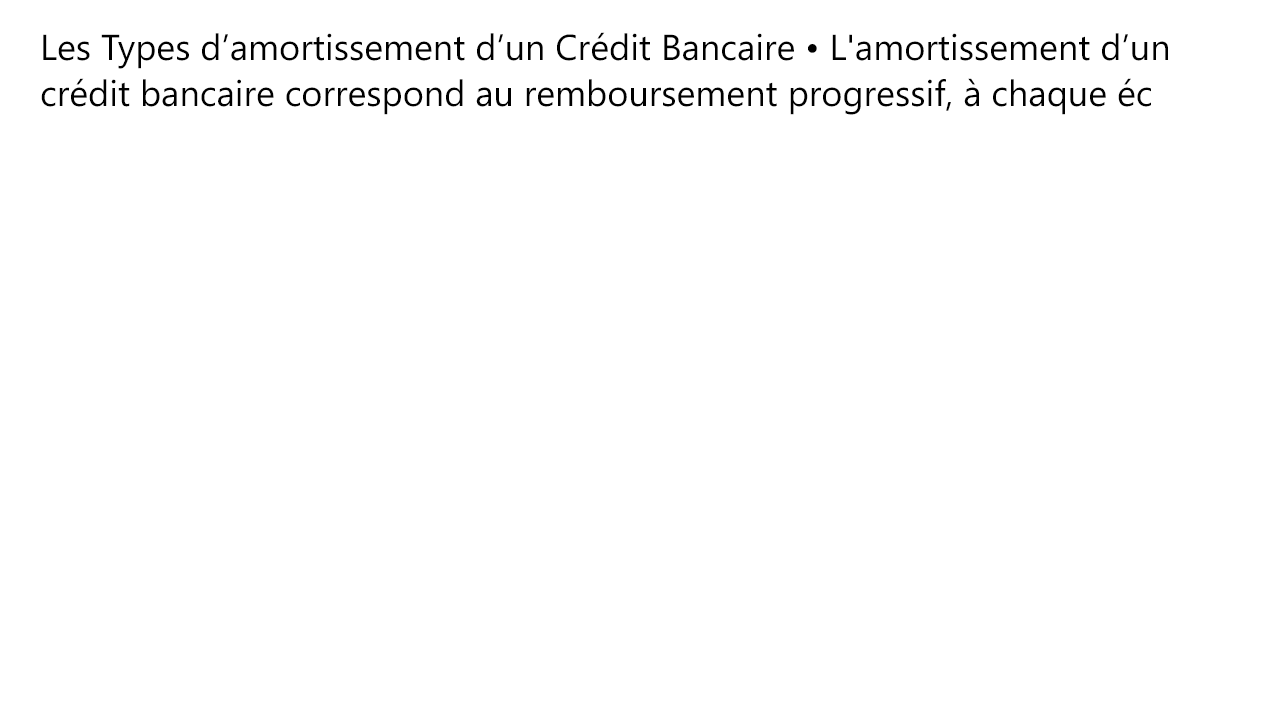 Les Types d’amortissement d’un Crédit Bancaire • L'amortissement d’un
crédit bancaire correspond au remboursement progressif, à chaque éc